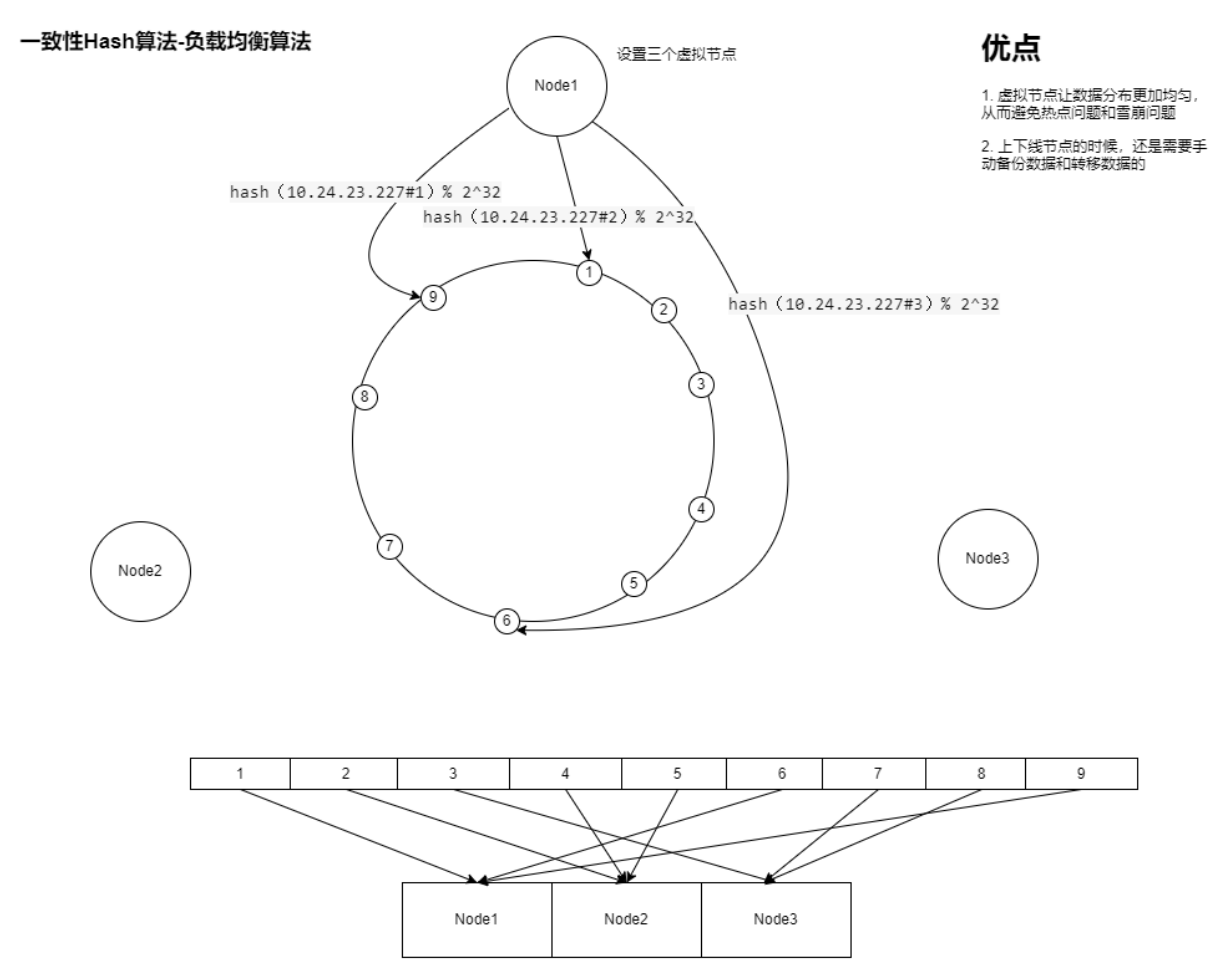 一致性Hash算法-负载均衡算法
设置三个虚拟节点
优点
Node1
1. 虚拟节点让数据分布更加均匀，
从而避免热点问题和雪崩问题
2. 上下线节点的时候，还是需要手
动备份数据和转移数据的
hash（10.24.23.227#1）% 2^32
hash（10.24.23.227#2）% 2^32
hash（10.24.23.227#3）% 2^32
1
9
2
3
8
4
7
5
6
Node2
Node3
1 2 3 4 5 6 7 8 9
Node1 Node2 Node3